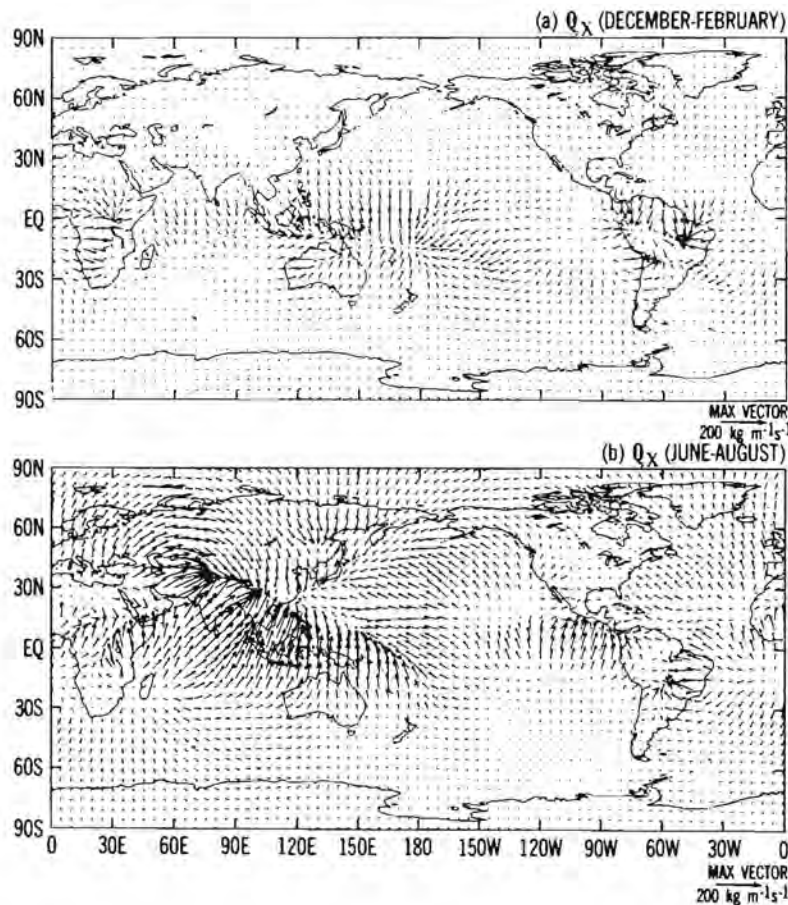 (a) Qχ (DECEMBER-FEBRUARY)
90N
60N
30N
EQ
30S
60S
90S
MAX VECTOR
200 kg m-1s-1
(b) Qχ (JUNE-AUGUST)
90N
60N
30N
EQ
30S
60S
90S
0 30E 60E 90E 120E 150E 180 150W 120W 90W 60W 30W 0
MAX VECTOR
200 kg m-1s-1